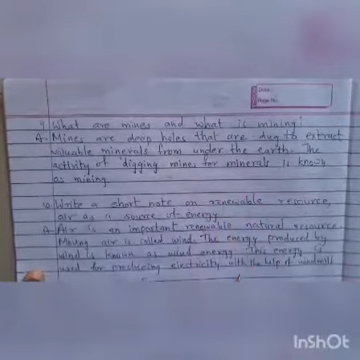 Date
Page No.
9. What are mines and what is mining?
A. Mines are deep holes that are dug to extract
valuable minerals from under the earth. The
activity of digging mines for minerals is known
as mining.
10. Write a short note on renewable resource,
air as a source of energy.
A. Air is an important renewable natural resource.
Moving air is called wind. The energy produced by
wind is known as wind energy. This energy is
used for producing electricity with the help of windmill
InShOt